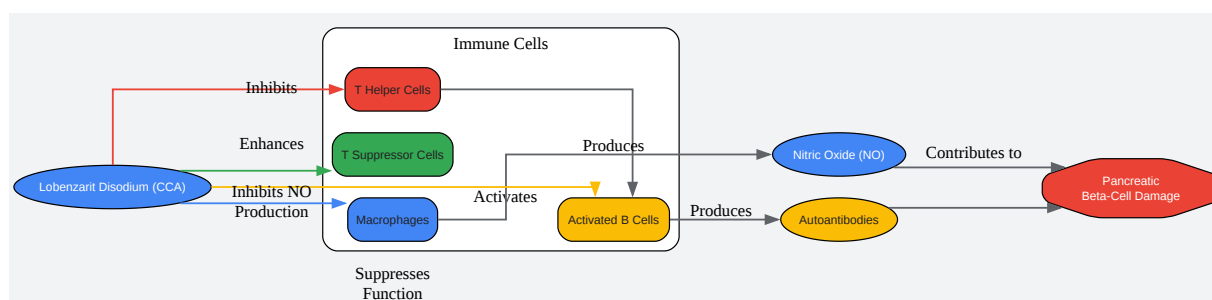 Immune Cells
Inhibits
T Helper Cells
Enhances
T Suppressor Cells
Produces
Nitric Oxide (NO)
Contributes to
Lobenzarit Disodium (CCA)
Inhibits NO
Production
Macrophages
Activates
Activated B Cells
Produces
Autoantibodies
Pancreatic
Beta-Cell Damage
Suppresses
Function